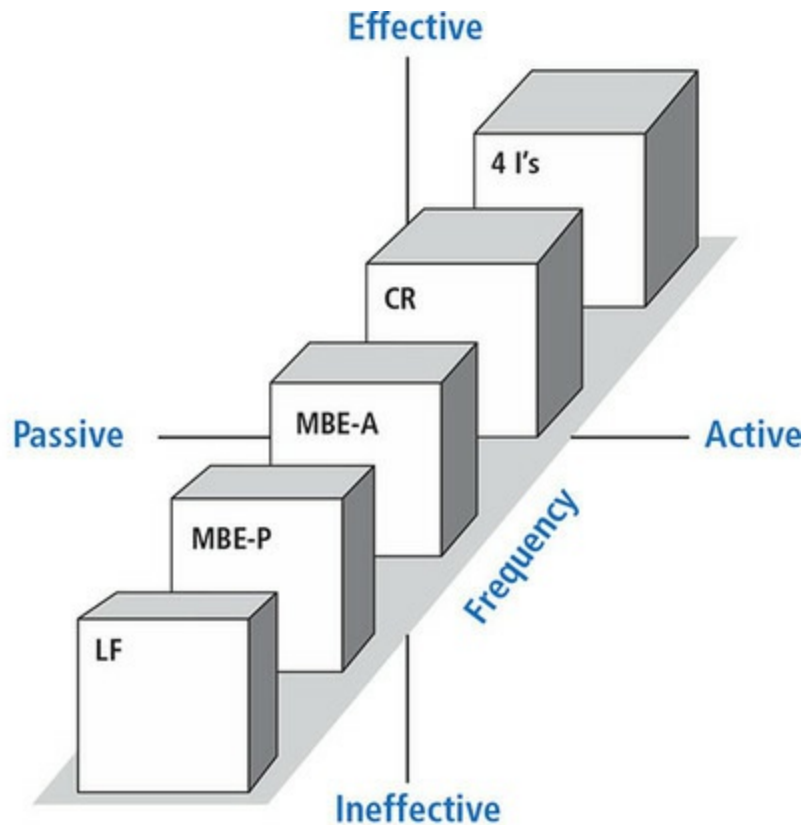 Effective
4 I's
CR
MBE-A
Passive
Active
MBE-P
Frequency
LF
Ineffective